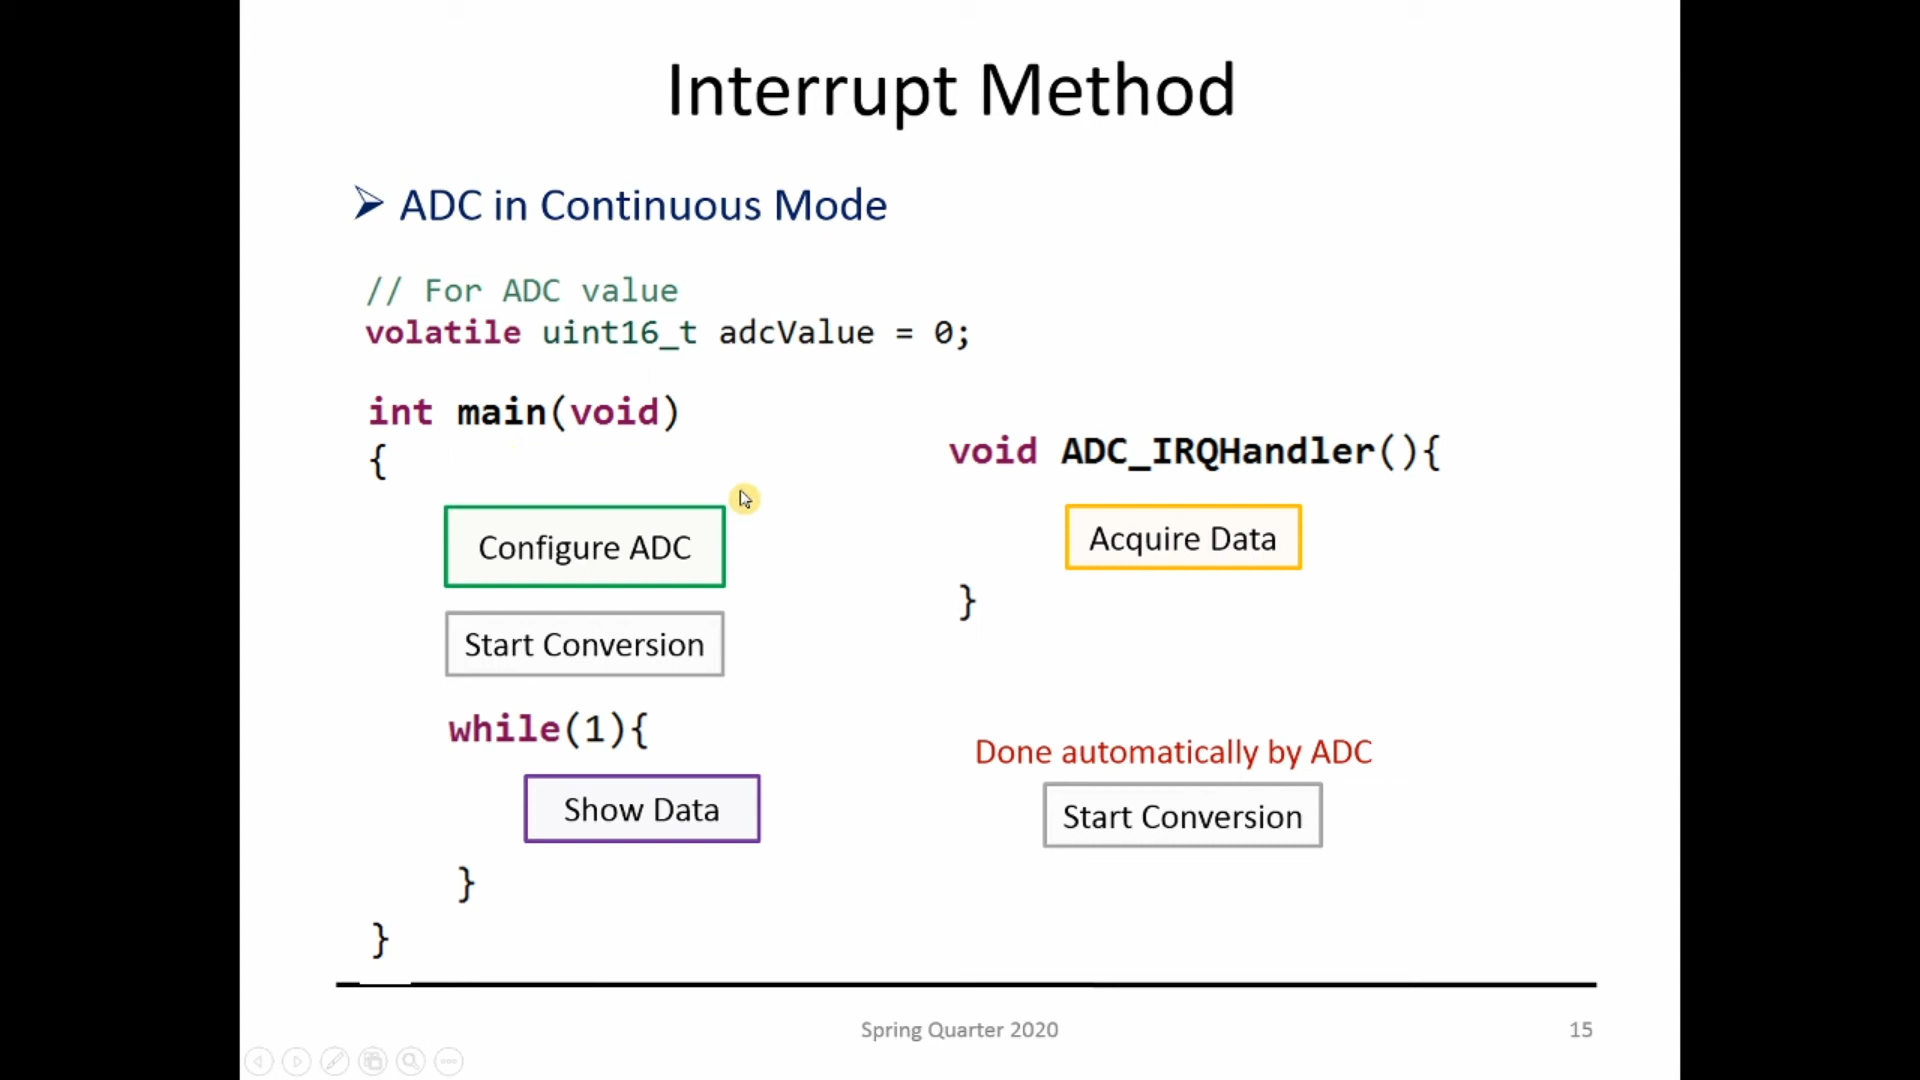 Interrupt Method
➢ ADC in Continuous Mode
// For ADC value
volatile uint16_t adcValue = 0;
int main(void)
{
Configure ADC
Start Conversion
while(1){
Show Data
}
}
void ADC_IRQHandler(){
Acquire Data
}
Done automatically by ADC
Start Conversion
Spring Quarter 2020
15